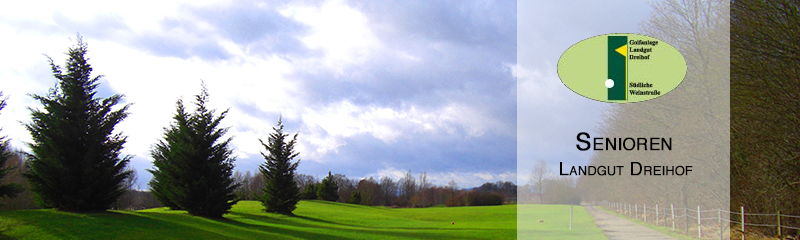 Golfanlage
Landgut
Dreihof
Südliche
Weinstraße
Senioren
Landgut Dreihof